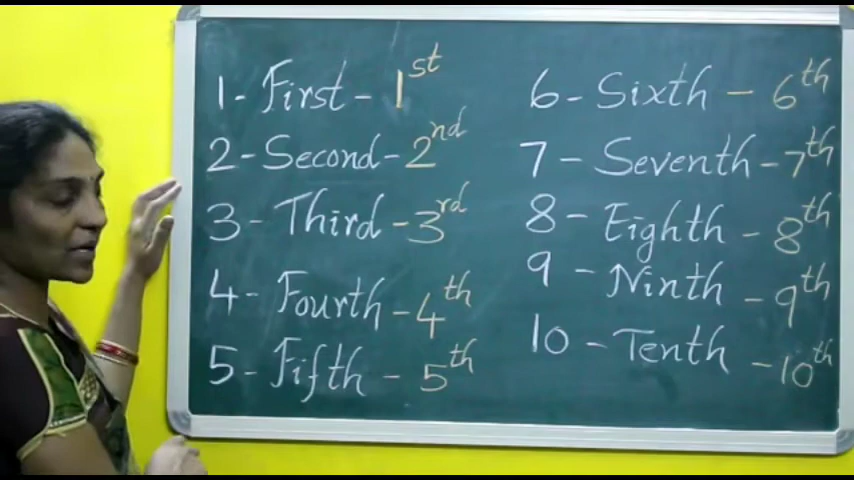 1 - First - 1st
2 - Second - 2nd
3 - Third - 3rd
4 - Fourth - 4th
5 - Fifth - 5th
6 - Sixth - 6th
7 - Seventh - 7th
8 - Eighth - 8th
9 - Ninth - 9th
10 - Tenth - 10th